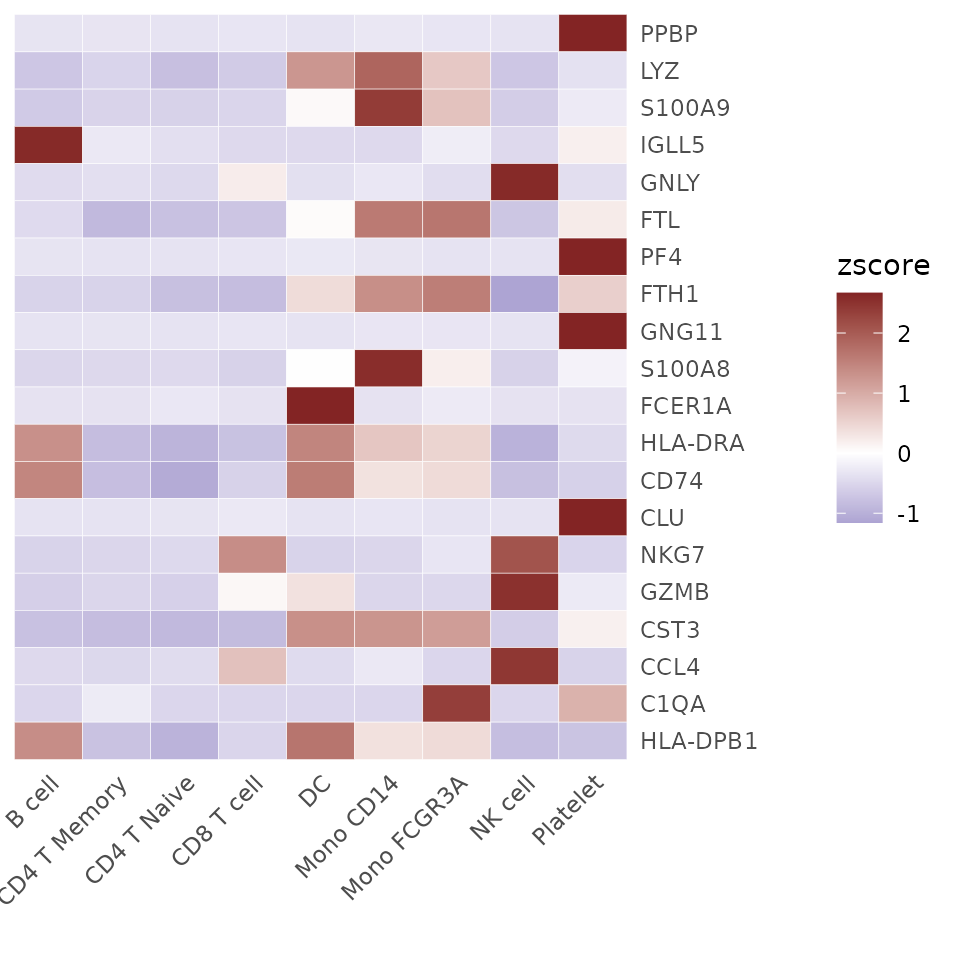 PPBP
LYZ
S100A9
IGLL5
GNLY
FTL
PF4
FTH1
GNG11
S100A8
FCER1A
HLA-DRA
CD74
CLU
NKG7
GZMB
CST3
CCL4
C1QA
HLA-DPB1
zscore
2
1
0
-1
B cell
CD4 T Memory
CD4 T Naive
CD8 T cell
DC
Mono CD14
Mono FCGR3A
NK cell
Platelet